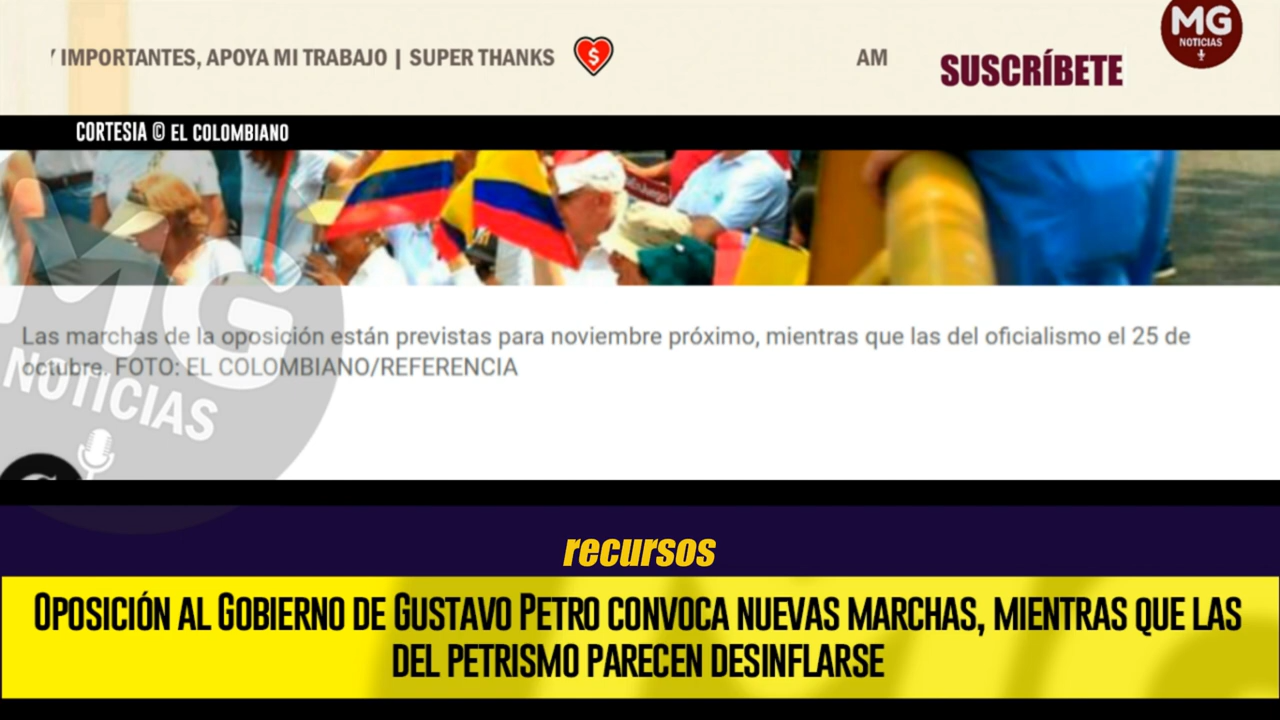 Y IMPORTANTES, APOYA MI TRABAJO | SUPER THANKS
AM
SUSCRÍBETE
MG
NOTICIAS
CORTESIA © EL COLOMBIANO
Las marchas de la oposición están previstas para noviembre próximo, mientras que las del oficialismo el 25 de
octubre. FOTO: EL COLOMBIANO/REFERENCIA
MG
NOTICIAS
recursos
OPOSICIÓN AL GOBIERNO DE GUSTAVO PETRO CONVOCA NUEVAS MARCHAS, MIENTRAS QUE LAS
DEL PETRISMO PARECEN DESINFLARSE